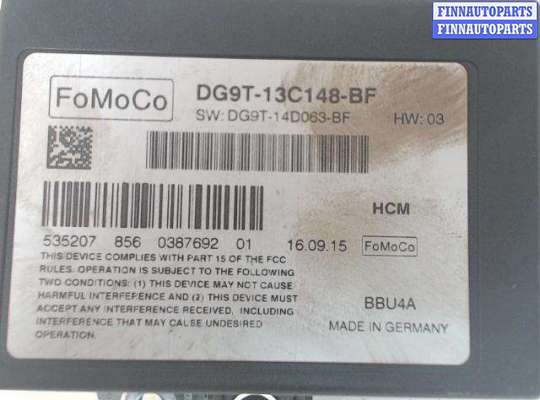 FINNAUTOPARTS
FINNAUTOPARTS
FoMoCo
DG9T-13C148-BF
SW: DG9T-14D063-BF HW: 03
HCM
535207 856 0387692 01 16.09.15 FoMoCo
THIS DEVICE COMPLIES WITH PART 15 OF THE FCC
RULES. OPERATION IS SUBJECT TO THE FOLLOWING
TWO CONDITIONS: (1) THIS DEVICE MAY NOT CAUSE
HARMFUL INTERFERENCE AND (2) THIS DEVICE MUST
ACCEPT ANY INTERFERENCE RECEIVED, INCLUDING
INTERFERENCE THAT MAY CAUSE UNDESIRED
OPERATION.
BBU4A
MADE IN GERMANY